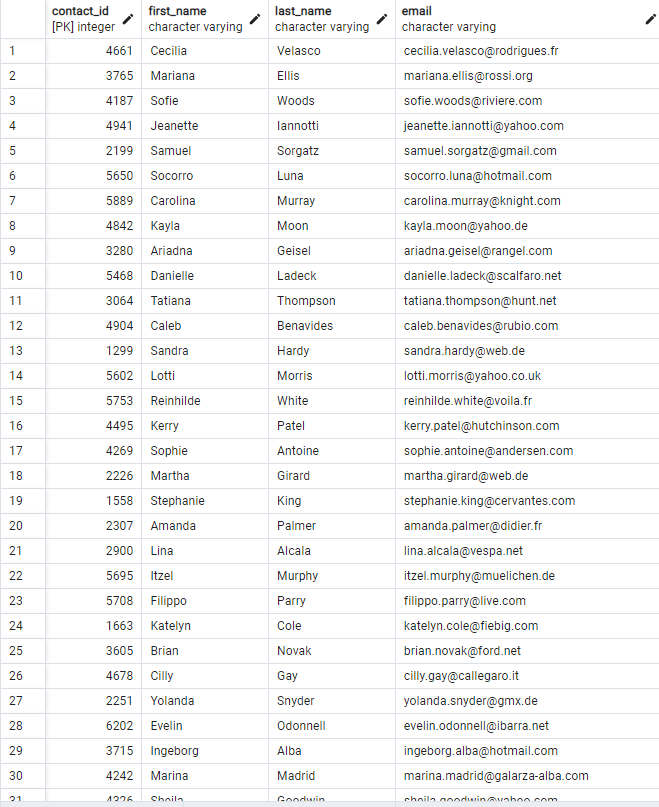 contact_id first_name last_name email
[PK] integer character varying character varying character varying
1 4661 Cecilia Velasco cecilia.velasco@rodrigues.fr
2 3765 Mariana Ellis mariana.ellis@rossi.org
3 4187 Sofie Woods sofie.woods@riviere.com
4 4941 Jeanette Iannotti jeanette.iannotti@yahoo.com
5 2199 Samuel Sorgatz samuel.sorgatz@gmail.com
6 5650 Socorro Luna socorro.luna@hotmail.com
7 5889 Carolina Murray carolina.murray@knight.com
8 4842 Kayla Moon kayla.moon@yahoo.de
9 3280 Ariadna Geisel ariadna.geisel@rangel.com
10 5468 Danielle Ladeck danielle.ladeck@scalfaro.net
11 3064 Tatiana Thompson tatiana.thompson@hunt.net
12 4904 Caleb Benavides caleb.benavides@rubio.com
13 1299 Sandra Hardy sandra.hardy@web.de
14 5602 Lotti Morris lotti.morris@yahoo.co.uk
15 5753 Reinhilde White reinhilde.white@voila.fr
16 4495 Kerry Patel kerry.patel@hutchinson.com
17 4269 Sophie Antoine sophie.antoine@andersen.com
18 2226 Martha Girard martha.girard@web.de
19 1558 Stephanie King stephanie.king@cervantes.com
20 2307 Amanda Palmer amanda.palmer@didier.fr
21 2900 Lina Alcala lina.alcala@vespa.net
22 5695 Itzel Murphy itzel.murphy@muelichen.de
23 5708 Filippo Parry filippo.parry@live.com
24 1663 Katelyn Cole katelyn.cole@fiebig.com
25 3605 Brian Novak brian.novak@ford.net
26 4678 Cilly Gay cilly.gay@callegaro.it
27 2251 Yolanda Snyder yolanda.snyder@gmx.de
28 6202 Evelin Odonnell evelin.odonnell@ibarra.net
29 3715 Ingeborg Alba ingeborg.alba@hotmail.com
30 4242 Marina Madrid marina.madrid@galarza-alba.com
31 4326 Sheila Goodwin sheila.goodwin@yahoo.com